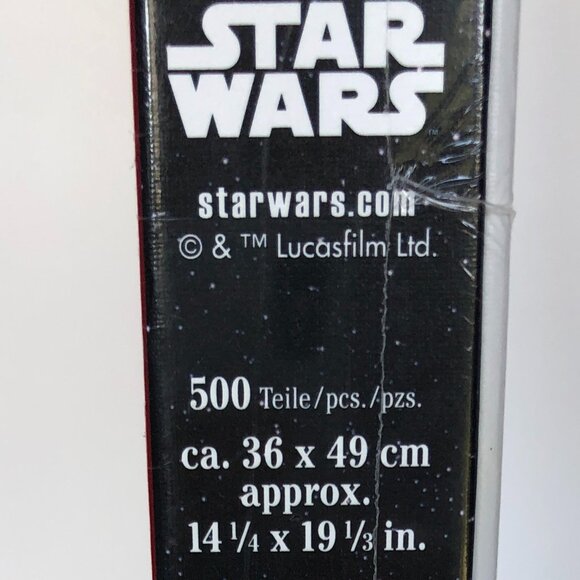 STAR
WARS™
starwars.com
© & ™ Lucasfilm Ltd.
500 Teile/pcs./pzs.
ca. 36 x 49 cm
approx.
14 1/4 x 19 1/3 in.